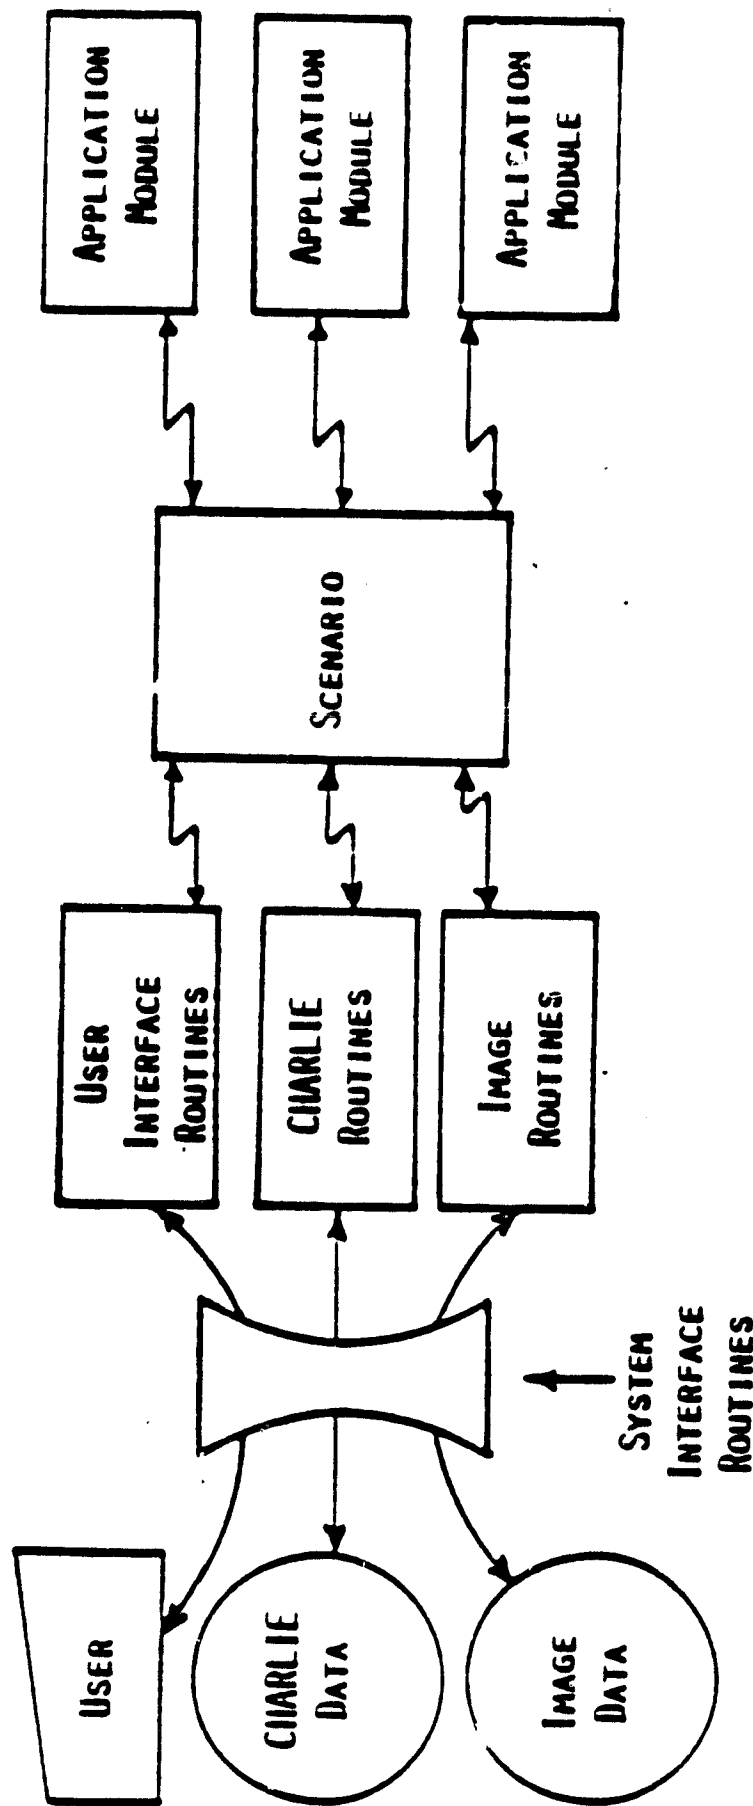 USER
CHARLIE
DATA
IMAGE
DATA
SYSTEM
INTERFACE
ROUTINES
USER
INTERFACE
ROUTINES
CHARLIE
ROUTINES
IMAGE
ROUTINES
SCENARIO
APPLICATION
MODULE
APPLICATION
MODULE
APPLICATION
MODULE